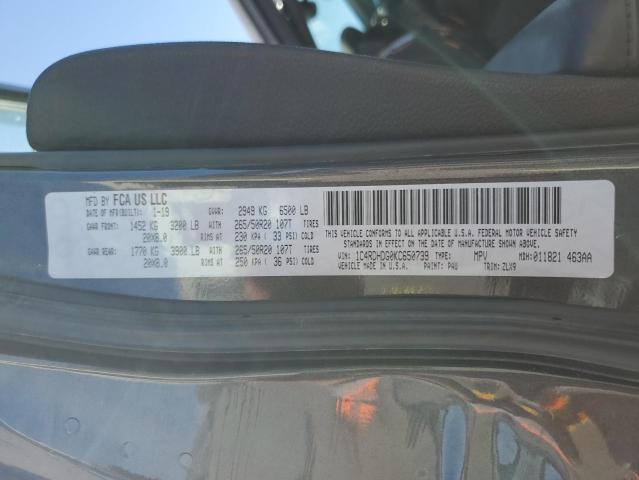 MFD BY FCA US LLC
DATE OF MFR(BUILT): 1-19 GVWR: 2949 KG 6500 LB
GAWR FRONT: 1452 KG 3200 LB WITH 265/50R20 107T TIRES
20X8.0 RIMS AT 230 KPA ( 33 PSI) COLD
GAWR REAR: 1770 KG 3900 LB WITH 265/50R20 107T TIRES
20X8.0 RIMS AT 250 KPA ( 36 PSI) COLD
THIS VEHICLE CONFORMS TO ALL APPLICABLE U.S.A. FEDERAL MOTOR VEHICLE SAFETY
STANDARDS IN EFFECT ON THE DATE OF MANUFACTURE SHOWN ABOVE.
VIN: 1C4RDHDG0KC650739 TYPE: MPV MDH:011821 463AA
VEHICLE MADE IN U.S.A. PAINT: PAU TRIM:ZLX9